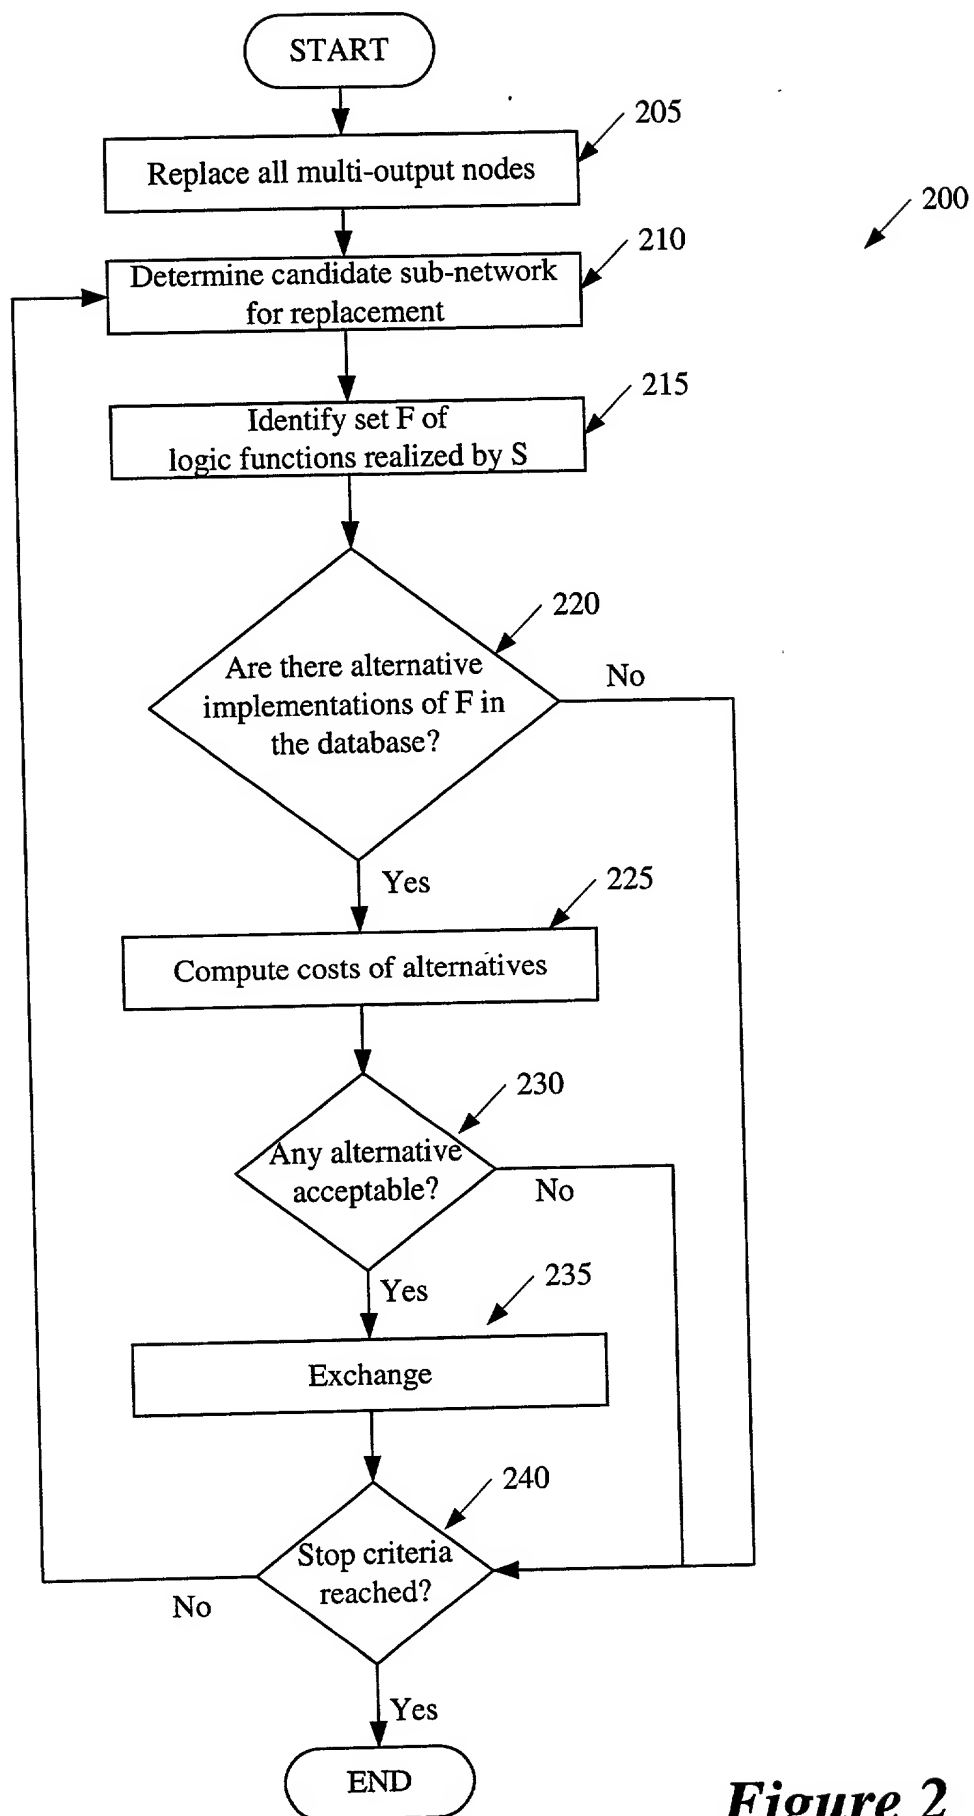 START
205
Replace all multi-output nodes
200
210
Determine candidate sub-network
for replacement
215
Identify set F of
logic functions realized by S
220
Are there alternative
implementations of F in
the database?
No
Yes
225
Compute costs of alternatives
230
Any alternative
acceptable?
No
Yes
235
Exchange
240
Stop criteria
reached?
No
Yes
END
Figure 2